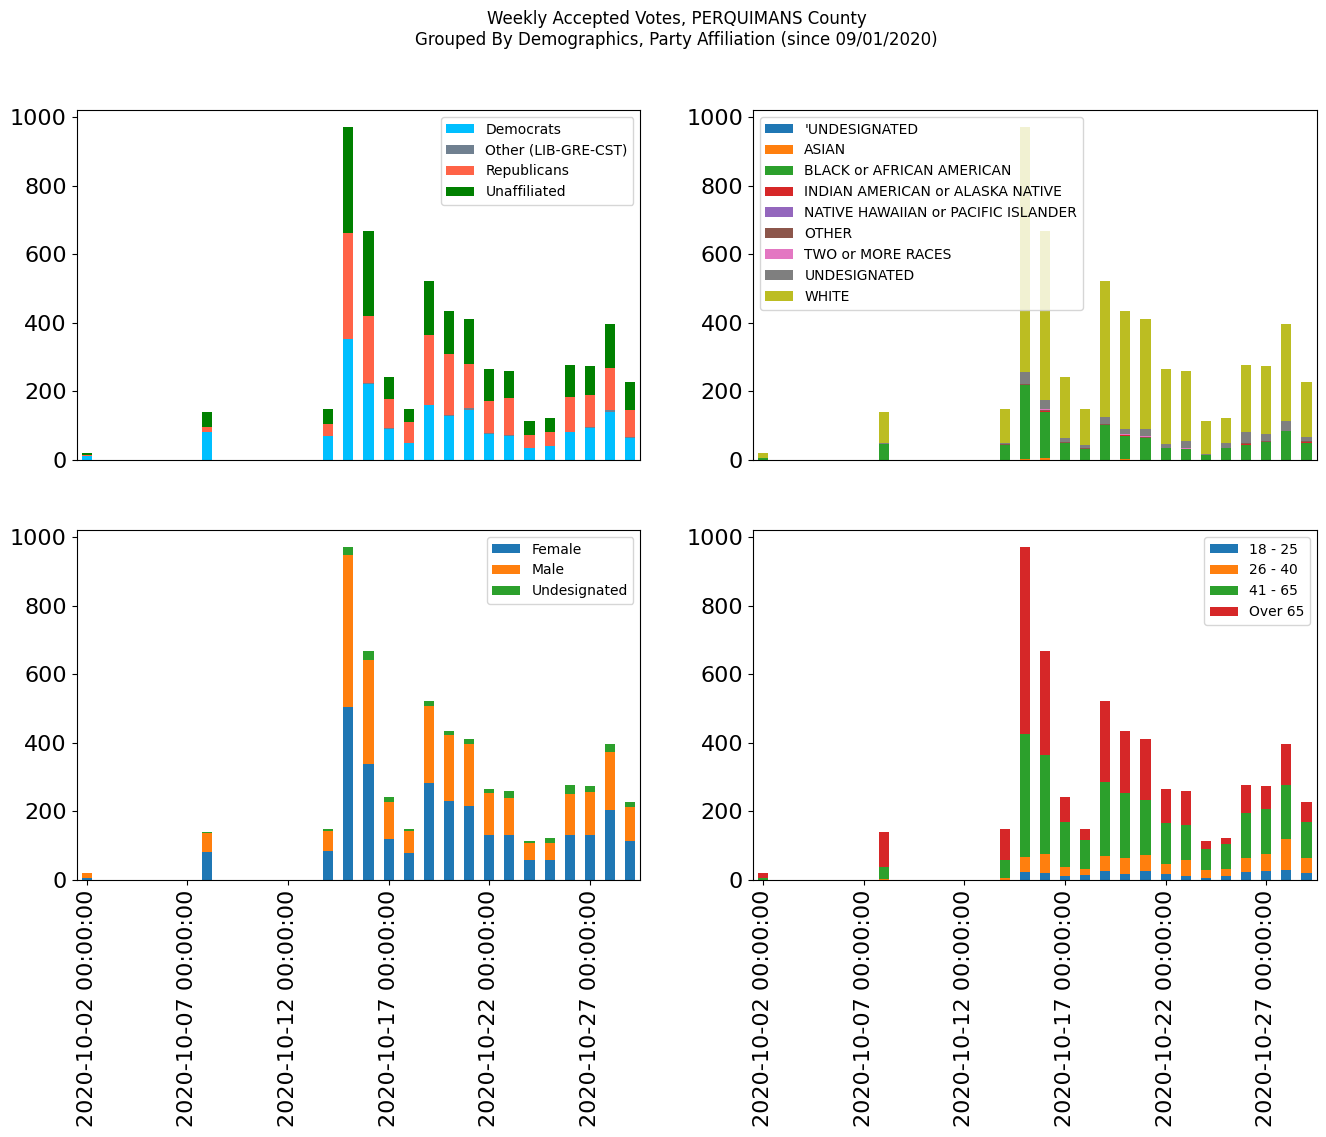 Weekly Accepted Votes, PERQUIMANS County
Grouped By Demographics, Party Affiliation (since 09/01/2020)
1000
800
600
400
200
0
Democrats
Other (LIB-GRE-CST)
Republicans
Unaffiliated
1000
800
600
400
200
0
'UNDESIGNATED
ASIAN
BLACK or AFRICAN AMERICAN
INDIAN AMERICAN or ALASKA NATIVE
NATIVE HAWAIIAN or PACIFIC ISLANDER
OTHER
TWO or MORE RACES
UNDESIGNATED
WHITE
1000
800
600
400
200
0
Female
Male
Undesignated
2020-10-02 00:00:00
2020-10-07 00:00:00
2020-10-12 00:00:00
2020-10-17 00:00:00
2020-10-22 00:00:00
2020-10-27 00:00:00
1000
800
600
400
200
0
18 - 25
26 - 40
41 - 65
Over 65
2020-10-02 00:00:00
2020-10-07 00:00:00
2020-10-12 00:00:00
2020-10-17 00:00:00
2020-10-22 00:00:00
2020-10-27 00:00:00